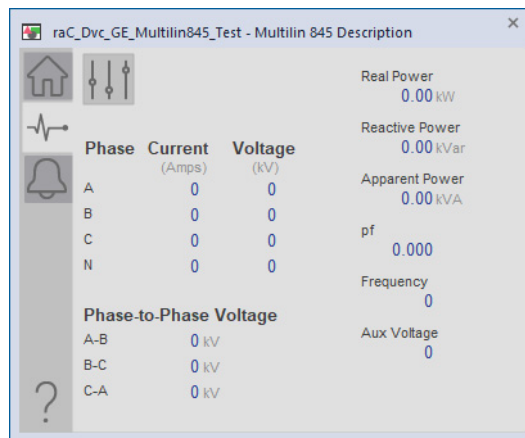 raC_Dvc_GE_Multilin845_Test - Multilin 845 Description
Phase Current Voltage
(Amps) (kV)
A 0 0
B 0 0
C 0 0
N 0 0
Phase-to-Phase Voltage
A-B 0 kV
B-C 0 kV
C-A 0 kV
Real Power
0.00 kW
Reactive Power
0.00 kVar
Apparent Power
0.00 kVA
pf
0.000
Frequency
0
Aux Voltage
0
?